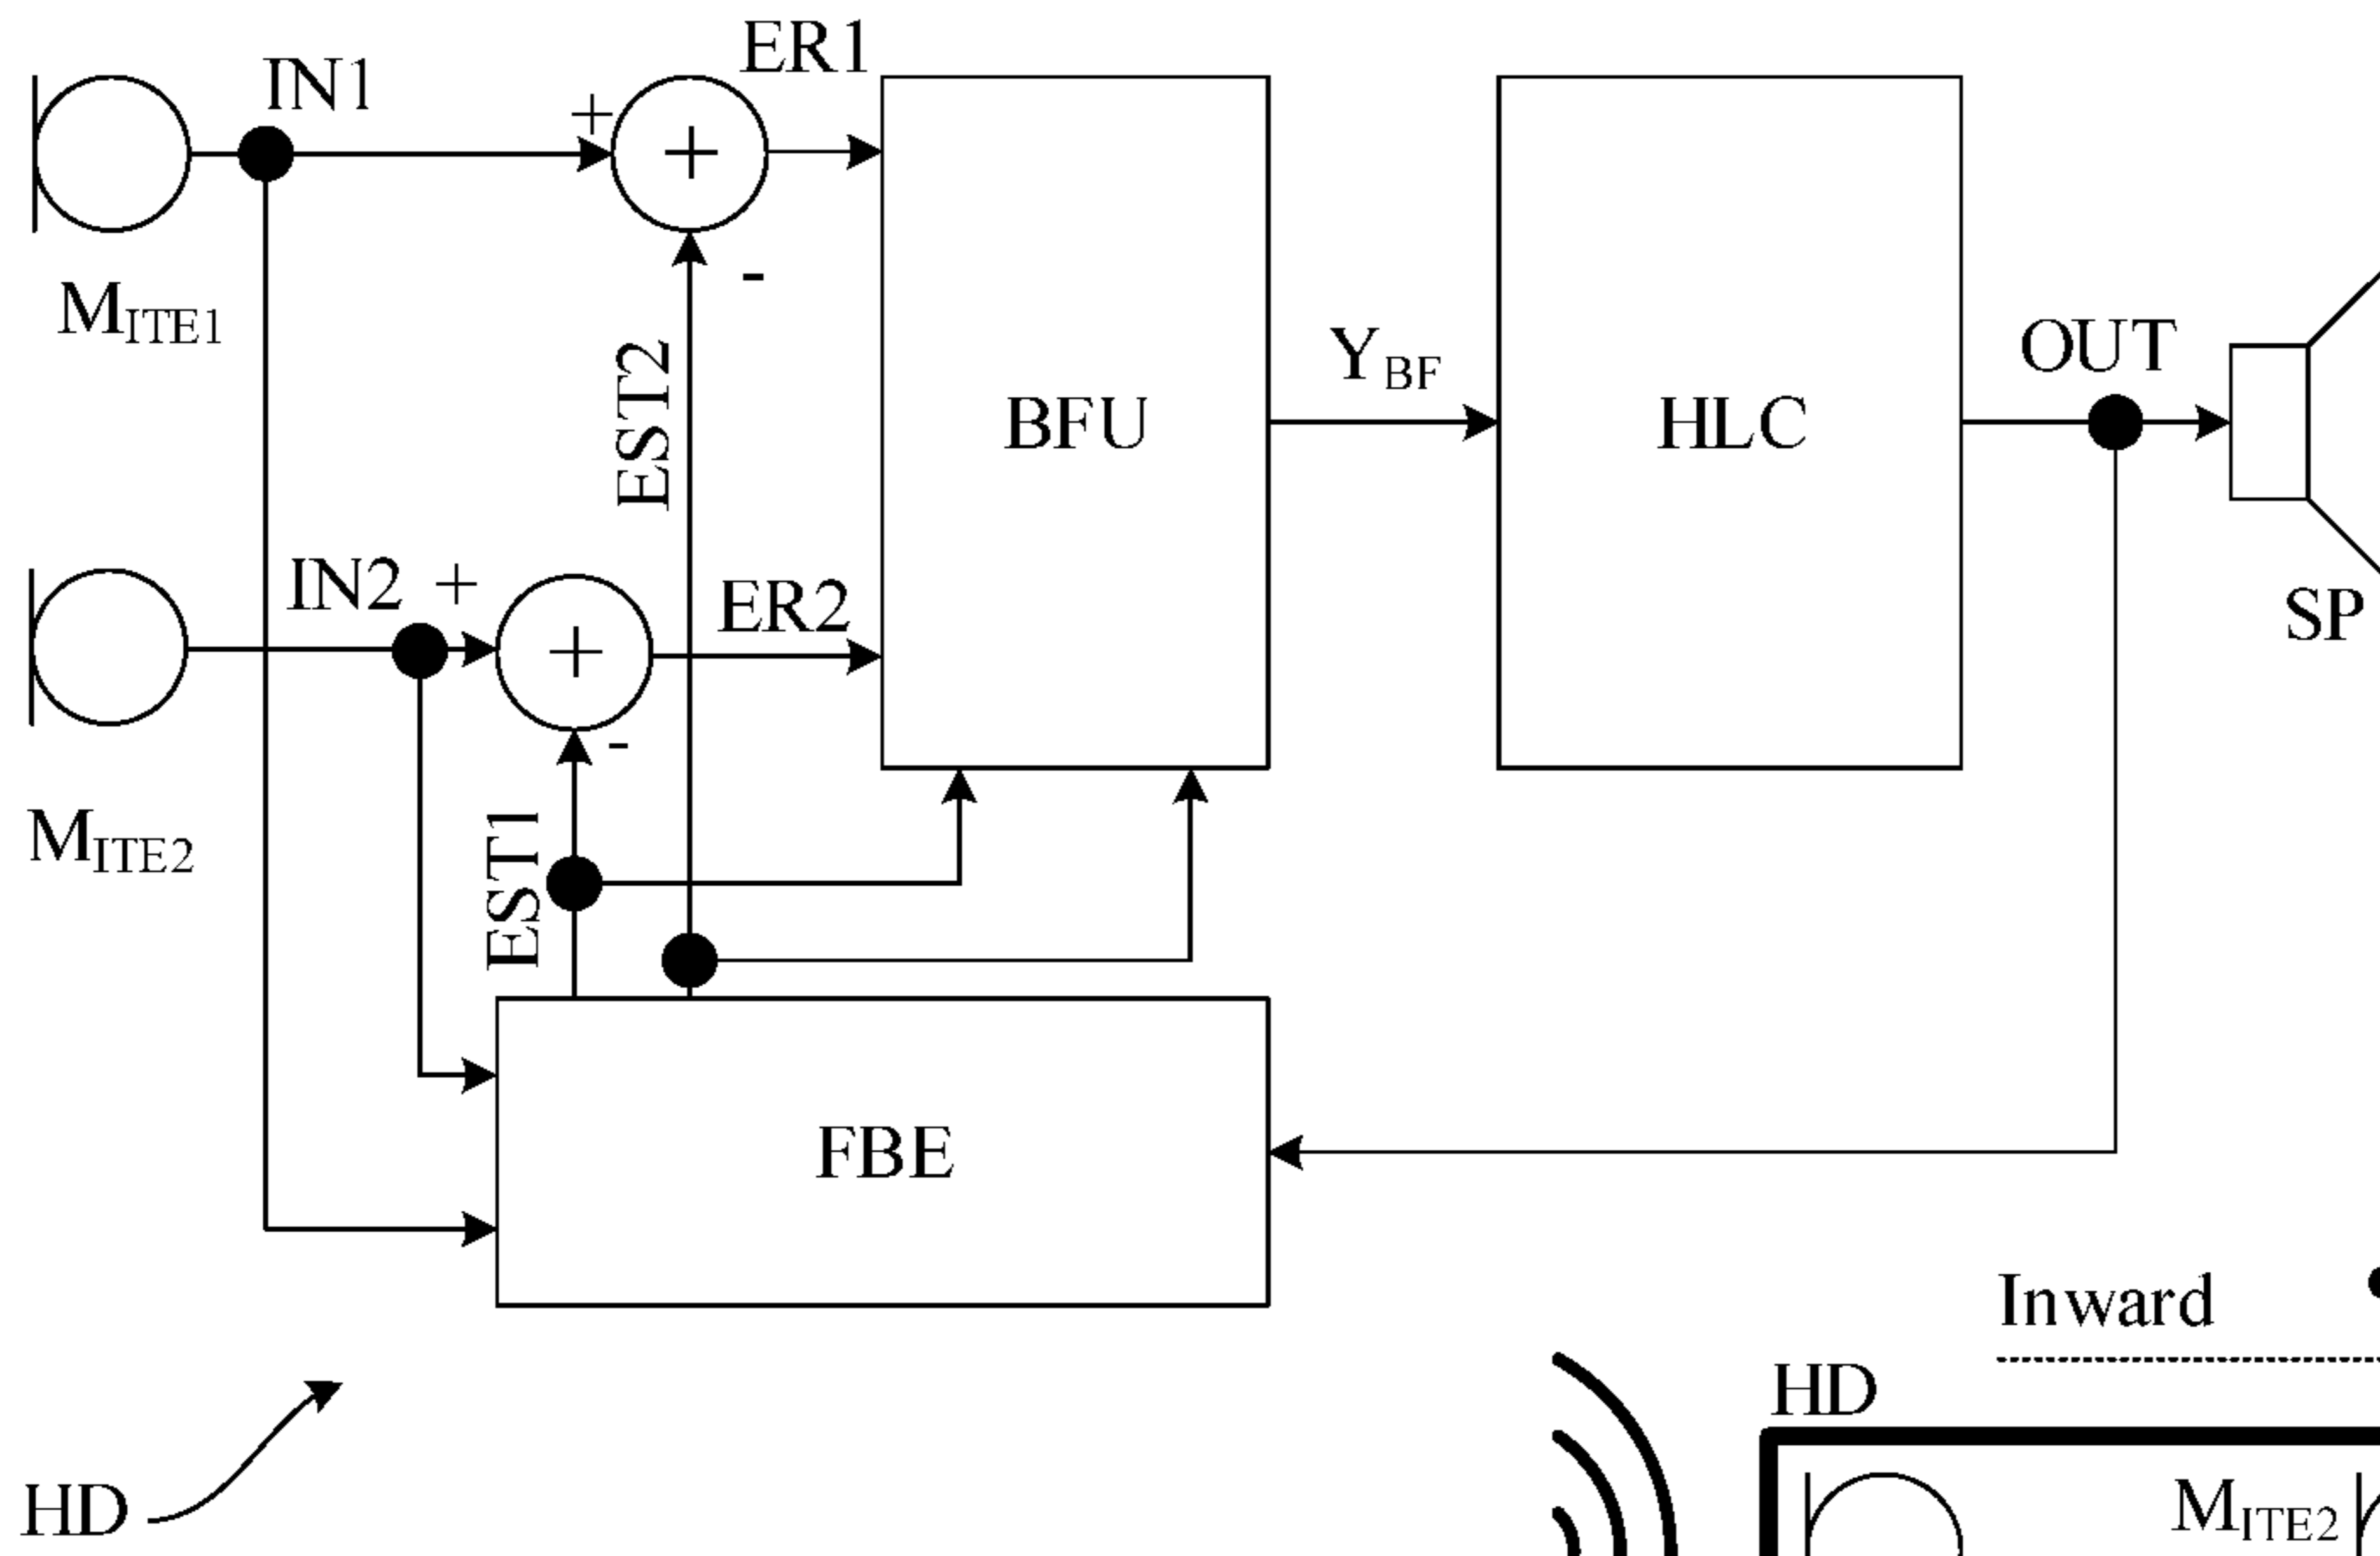 ER1
IN1
+
+
-
M_ITE1
EST2
Y_BF
OUT
BFU
HLC
IN2
+
ER2
SP
+
-
M_ITE2
EST1
FBE
Inward
HD
HD
M_ITE2